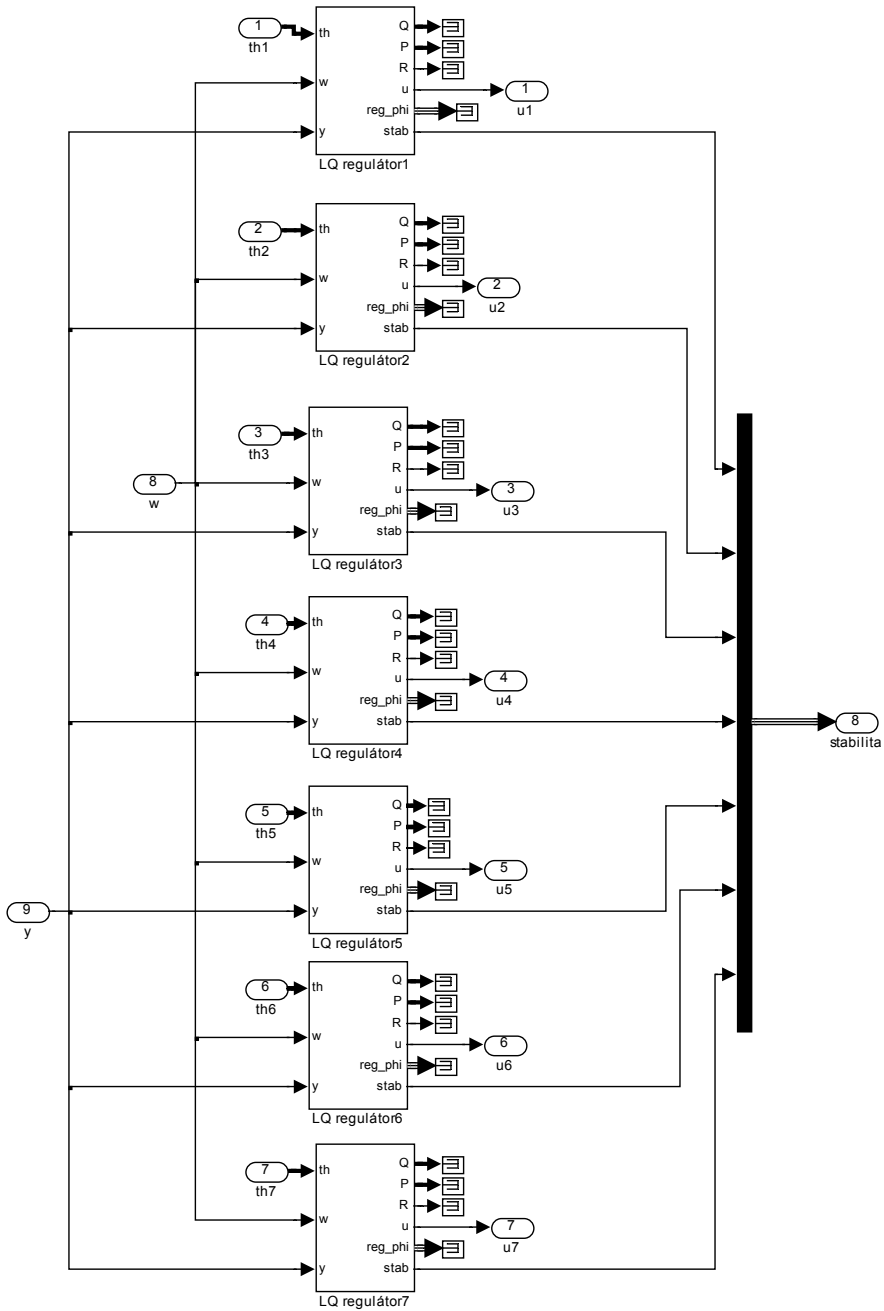 1
th1
th
w
y
Q
P
R
u
reg_phi
stab
LQ regulátor1
1
u1
2
th2
th
w
y
Q
P
R
u
reg_phi
stab
LQ regulátor2
2
u2
3
th3
8
w
th
w
y
Q
P
R
u
reg_phi
stab
LQ regulátor3
3
u3
4
th4
th
w
y
Q
P
R
u
reg_phi
stab
LQ regulátor4
4
u4
8
stabilita
5
th5
9
y
th
w
y
Q
P
R
u
reg_phi
stab
LQ regulátor5
5
u5
6
th6
th
w
y
Q
P
R
u
reg_phi
stab
LQ regulátor6
6
u6
7
th7
th
w
y
Q
P
R
u
reg_phi
stab
LQ regulátor7
7
u7